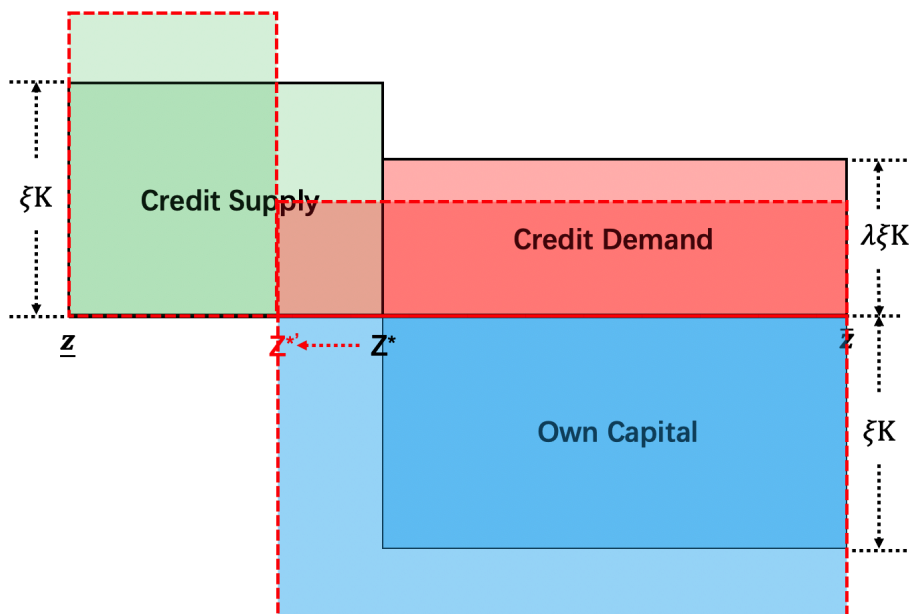 ξK
Credit Supply
Credit Demand
λξK
z
Z*'
Z*
z̄
Own Capital
ξK